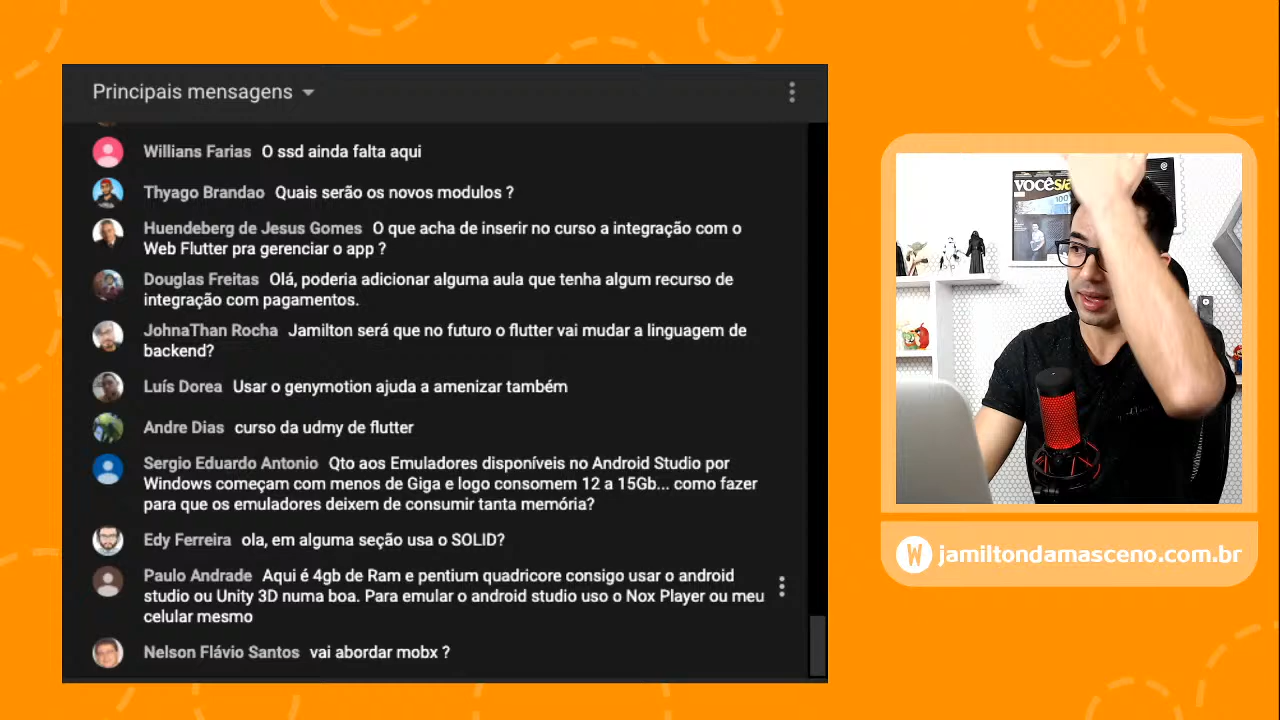 Principais mensagens
Willians Farias O ssd ainda falta aqui
Thyago Brandao Quais serão os novos modulos ?
Huendeberg de Jesus Gomes O que acha de inserir no curso a integração com o
Web Flutter pra gerenciar o app ?
Douglas Freitas Olá, poderia adicionar alguma aula que tenha algum recurso de
integração com pagamentos.
JohnaThan Rocha Jamilton será que no futuro o flutter vai mudar a linguagem de
backend?
Luís Dorea Usar o genymotion ajuda a amenizar também
Andre Dias curso da udmy de flutter
Sergio Eduardo Antonio Qto aos Emuladores disponíveis no Android Studio por
Windows começam com menos de Giga e logo consomem 12 a 15Gb... como fazer
para que os emuladores deixem de consumir tanta memória?
Edy Ferreira ola, em alguma seção usa o SOLID?
Paulo Andrade Aqui é 4gb de Ram e pentium quadricore consigo usar o android
studio ou Unity 3D numa boa. Para emular o android studio uso o Nox Player ou meu
celular mesmo
Nelson Flávio Santos vai abordar mobx ?
VOCÊ S/A
100
W jamiltondamasceno.com.br